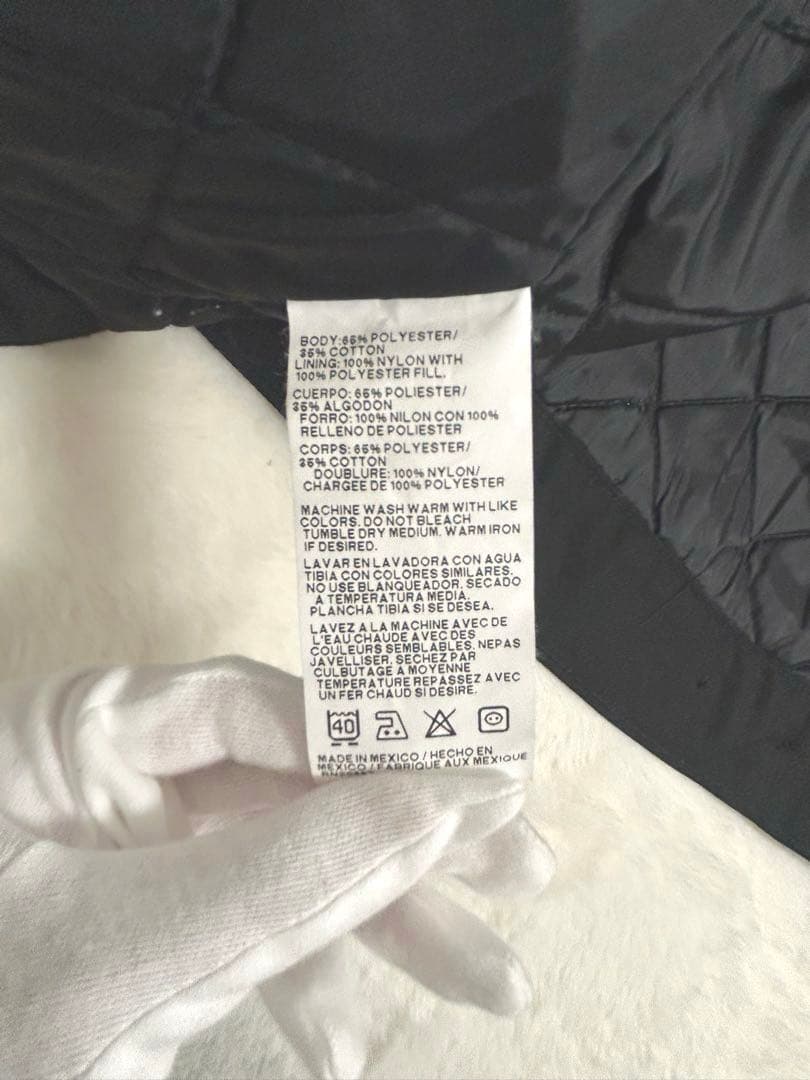 BODY:65% POLYESTER/
35% COTTON
LINING: 100% NYLON WITH
100% POLYESTER FILL.
CUERPO: 65% POLIESTER/
35% ALGODON
FORRO: 100% NILON CON 100%
RELLENO DE POLIESTER
CORPS: 65% POLYESTER/
35% COTTON
DOUBLURE: 100% NYLON/
CHARGEE DE 100% POLYESTER
MACHINE WASH WARM WITH LIKE
COLORS. DO NOT BLEACH
TUMBLE DRY MEDIUM. WARM IRON
IF DESIRED.
LAVAR EN LAVADORA CON AGUA
TIBIA CON COLORES SIMILARES.
NO USE BLANQUEADOR. SECADO
A TEMPERATURA MEDIA.
PLANCHA TIBIA SI SE DESEA.
LAVEZ A LA MACHINE AVEC DE
L'EAU CHAUDE AVEC DES
COULEURS SEMBLABLES. NE PAS
JAVELLISER. SECHEZ PAR
CULBUTAGE A MOYENNE
TEMPERATURE REPASSEZ AVEC
UN FER CHAUD SI DESIRE.
40
MADE IN MEXICO / HECHO EN
MEXICO / FABRIQUE AUX MEXIQUE